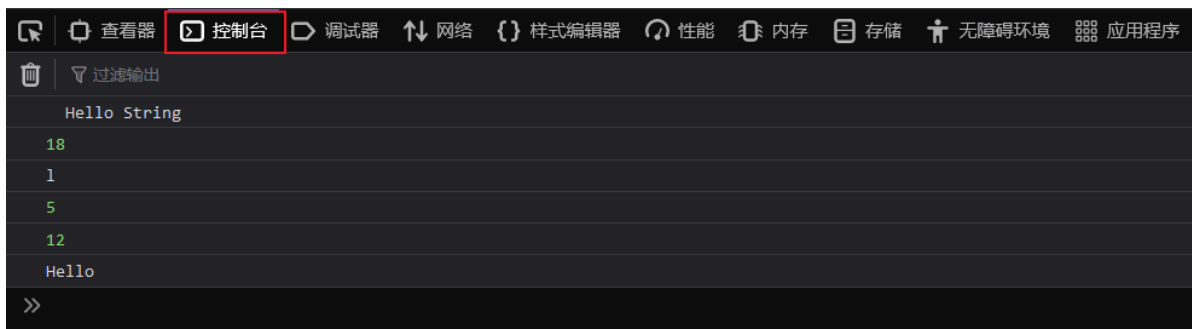 查看器 控制台 调试器 网络 {} 样式编辑器 性能 内存 存储 无障碍环境 应用程序
过滤输出
Hello String
18
l
5
12
Hello